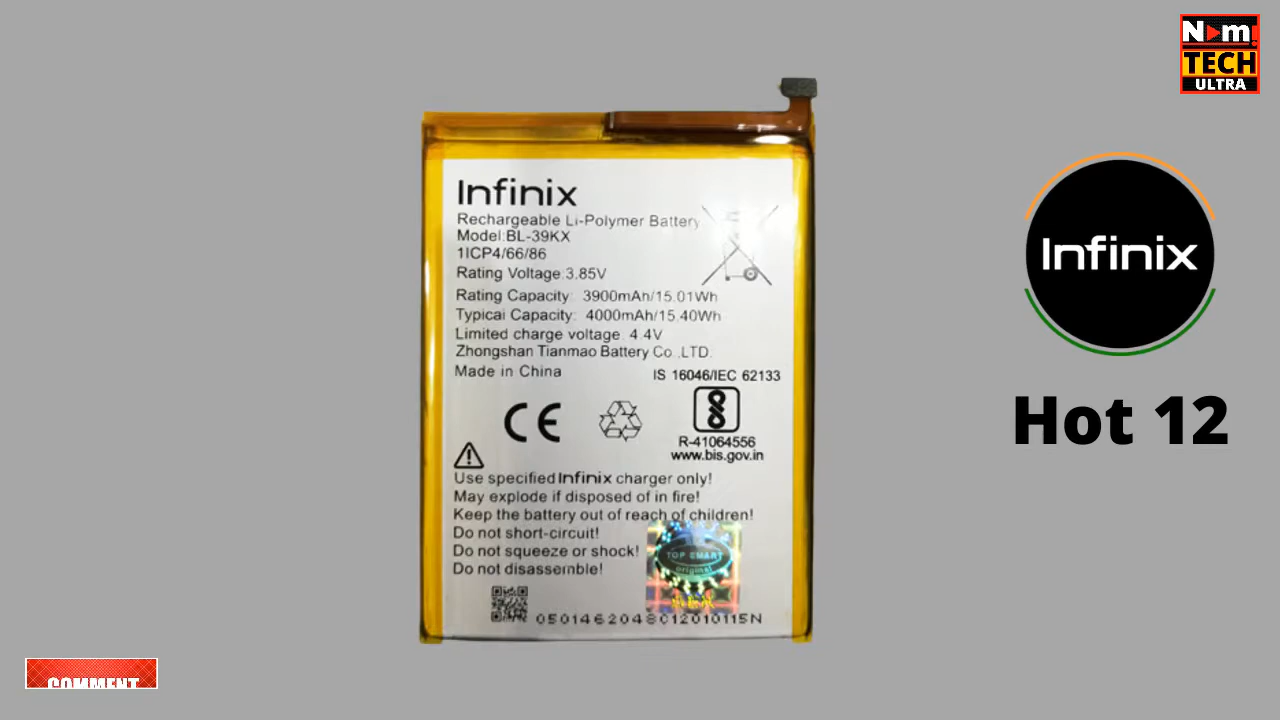 Infinix
Rechargeable Li-Polymer Battery
Model:BL-39KX
1ICP4/66/86
Rating Voltage:3.85V
Rating Capacity: 3900mAh/15.01Wh
Typicai Capacity: 4000mAh/15.40Wh
Limited charge voltage: 4.4V
Zhongshan Tianmao Battery Co.,LTD.
Made in China
IS 16046/IEC 62133
CE
R-41064556
www.bis.gov.in
Use specified Infinix charger only!
May explode if disposed of in fire!
Keep the battery out of reach of children!
Do not short-circuit!
Do not squeeze or shock!
Do not disassemble!
TOP SMART
original
0501462048012010115N
N m
TECH
ULTRA
Infinix
Hot 12
COMMENT